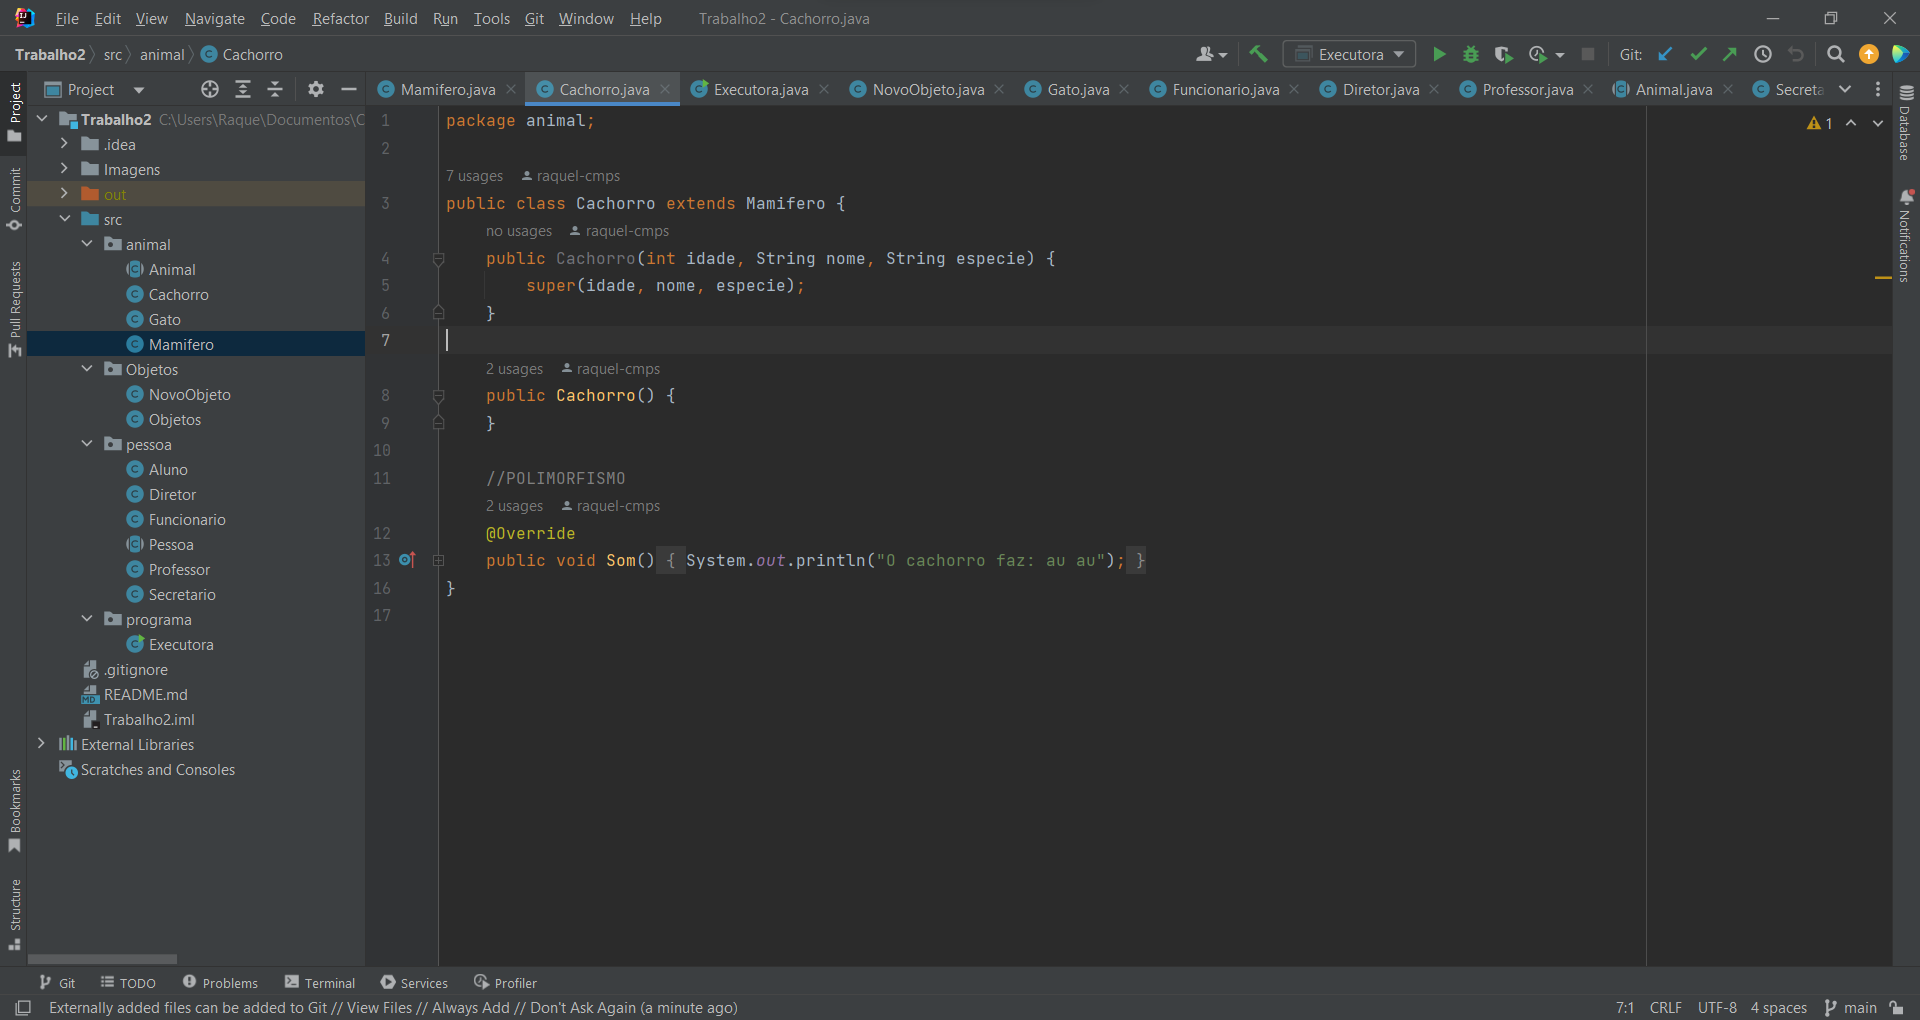 File Edit View Navigate Code Refactor Build Run Tools Git Window Help Trabalho2 - Cachorro.java
Trabalho2 src animal Cachorro Executora Git:
Project Mamifero.java Cachorro.java Executora.java NovoObjeto.java Gato.java Funcionario.java Diretor.java Professor.java Animal.java Secreta
Project
Commit
Pull Requests
Bookmarks
Structure
Trabalho2 C:\Users\Raque\Documentos\C
.idea
Imagens
out
src
animal
Animal
Cachorro
Gato
Mamifero
Objetos
NovoObjeto
Objetos
pessoa
Aluno
Diretor
Funcionario
Pessoa
Professor
Secretario
programa
Executora
.gitignore
README.md
Trabalho2.iml
External Libraries
Scratches and Consoles
1 package animal;
2
7 usages raquel-cmps
3 public class Cachorro extends Mamifero {
no usages raquel-cmps
4 public Cachorro(int idade, String nome, String especie) {
5 super(idade, nome, especie);
6 }
7
2 usages raquel-cmps
8 public Cachorro() {
9 }
10
11 //POLIMORFISMO
2 usages raquel-cmps
12 @Override
13 public void Som() { System.out.println("O cachorro faz: au au"); }
16 }
17
1
Database
Notifications
Git TODO Problems Terminal Services Profiler
Externally added files can be added to Git // View Files // Always Add // Don't Ask Again (a minute ago) 7:1 CRLF UTF-8 4 spaces main